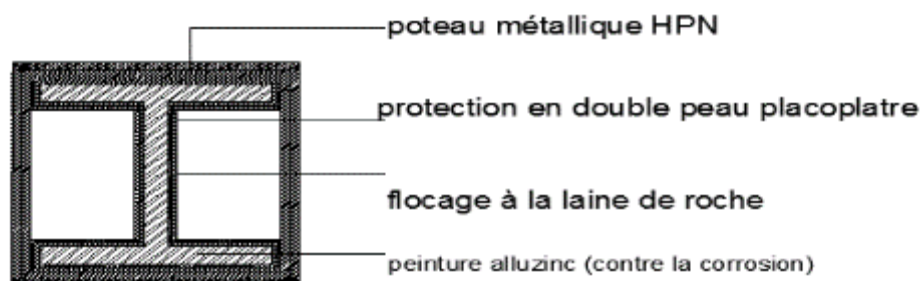 poteau métallique HPN
protection en double peau placoplatre
flocage à la laine de roche
peinture alluzinc (contre la corrosion)